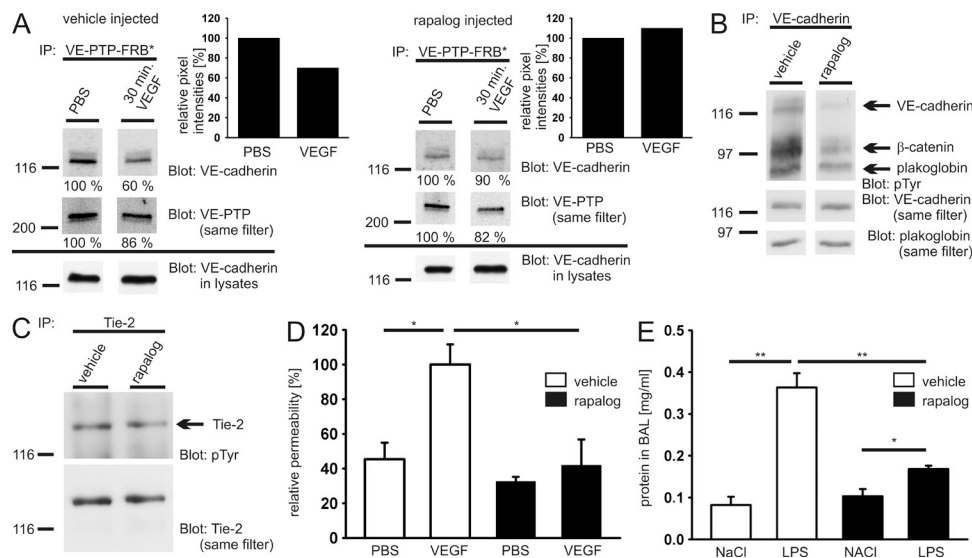 A
vehicle injected
IP: VE-PTP-FRB*
PBS
30 min.
VEGF
116
Blot: VE-cadherin
100 % 60 %
200
Blot: VE-PTP
(same filter)
100 % 86 %
116
Blot: VE-cadherin
in lysates
relative pixel
intensities [%]
120
100
80
60
40
20
0
PBS VEGF
rapalog injected
IP: VE-PTP-FRB*
PBS
30 min.
VEGF
116
Blot: VE-cadherin
100 % 90 %
200
Blot: VE-PTP
(same filter)
100 % 82 %
116
Blot: VE-cadherin
in lysates
relative pixel
intensities [%]
120
100
80
60
40
20
0
PBS VEGF
B
IP: VE-cadherin
vehicle
rapalog
116
VE-cadherin
97
β-catenin
plakoglobin
Blot: pTyr
116
Blot: VE-cadherin
(same filter)
97
Blot: plakoglobin
(same filter)
C
IP: Tie-2
vehicle
rapalog
Tie-2
116
Blot: pTyr
116
Blot: Tie-2
(same filter)
D
relative permeability [%]
120
100
80
60
40
20
0
* *
vehicle
rapalog
PBS VEGF PBS VEGF
E
protein in BAL [mg/ml]
0.5
0.4
0.3
0.2
0.1
0.0
** **
*
vehicle
rapalog
NaCl LPS NACl LPS